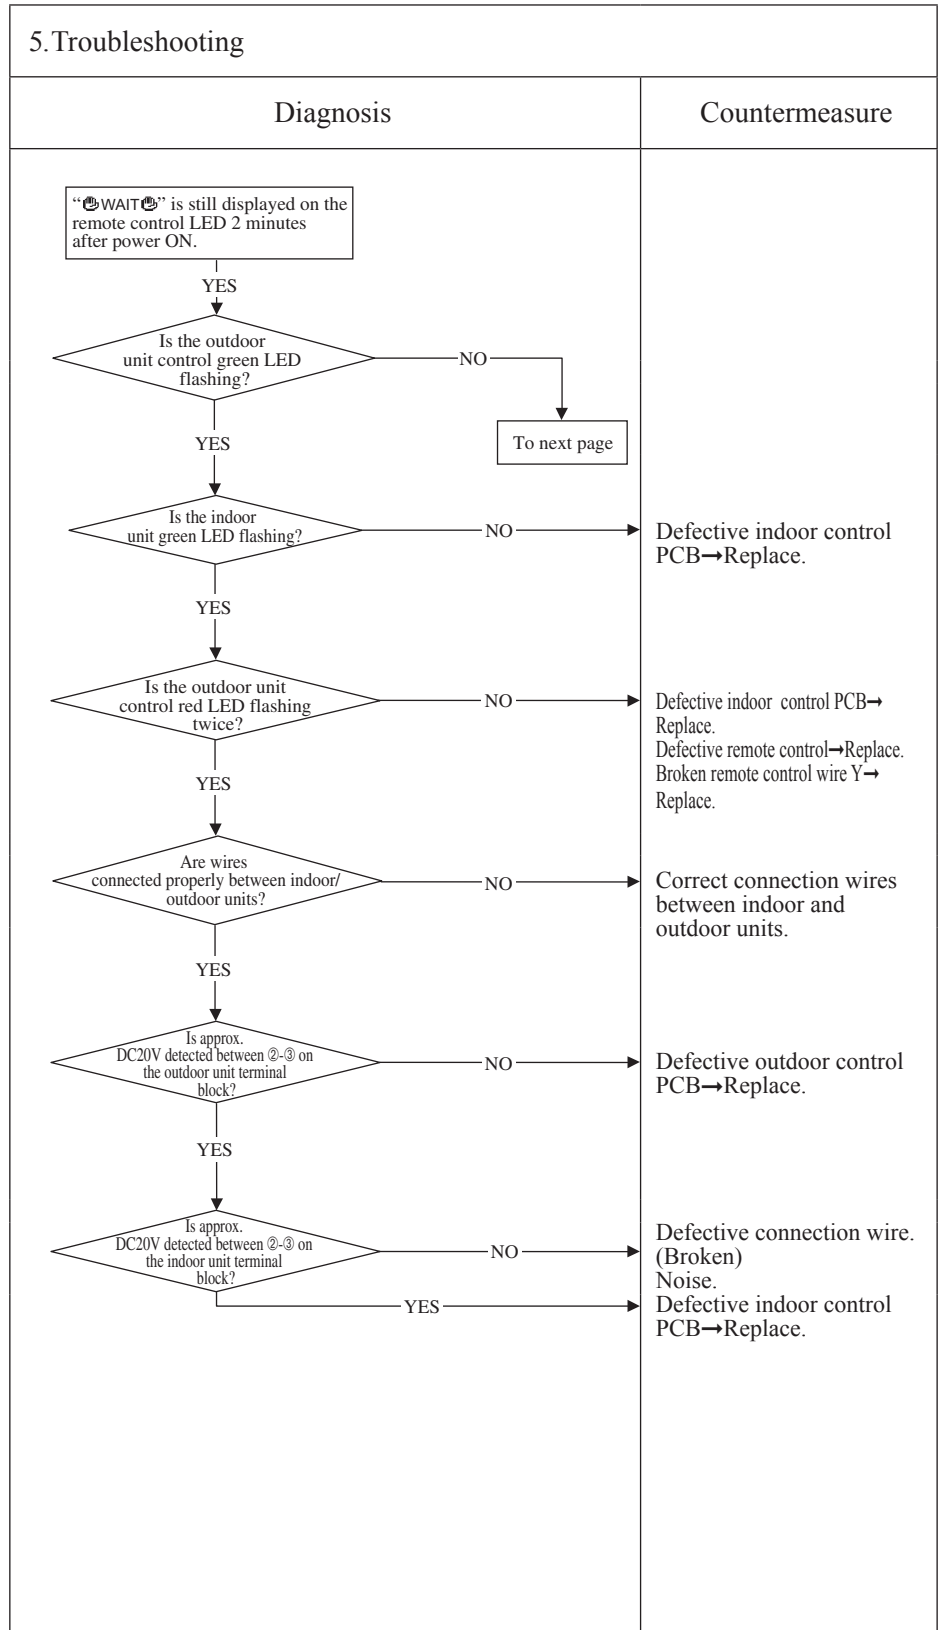 5.Troubleshooting
Diagnosis
Countermeasure
“WAIT” is still displayed on the
remote control LED 2 minutes
after power ON.
YES
Is the outdoor
unit control green LED
flashing?
NO
To next page
YES
Is the indoor
unit green LED flashing?
NO
Defective indoor control
PCB→Replace.
YES
Is the outdoor unit
control red LED flashing
twice?
NO
Defective indoor control PCB→
Replace.
Defective remote control→Replace.
Broken remote control wire Y→
Replace.
YES
Are wires
connected properly between indoor/
outdoor units?
NO
Correct connection wires
between indoor and
outdoor units.
YES
Is approx.
DC20V detected between ②-③ on
the outdoor unit terminal
block?
NO
Defective outdoor control
PCB→Replace.
YES
Is approx.
DC20V detected between ②-③ on
the indoor unit terminal
block?
NO
Defective connection wire.
(Broken)
Noise.
YES
Defective indoor control
PCB→Replace.